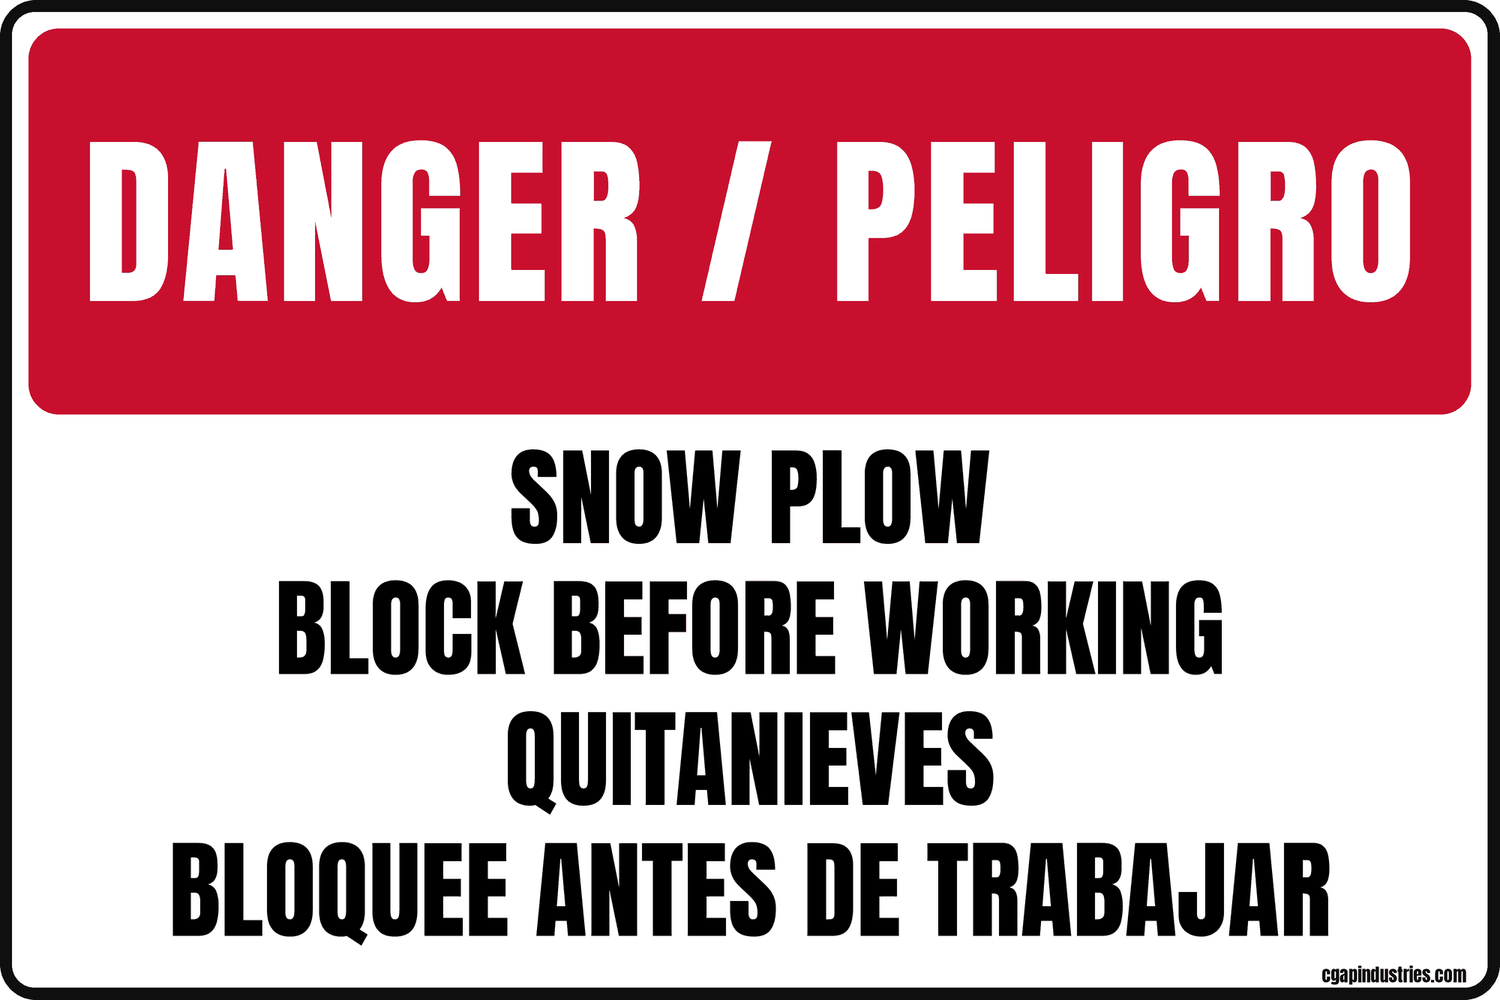 DANGER / PELIGRO
SNOW PLOW
BLOCK BEFORE WORKING
QUITANIEVES
BLOQUEE ANTES DE TRABAJAR
cgapindustries.com